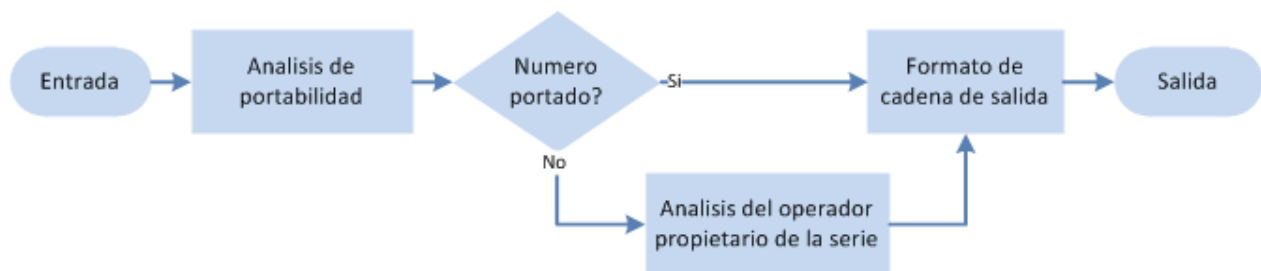 Entrada
Analisis de
portabilidad
Numero
portado?
Si
Formato de
cadena de salida
Salida
No
Analisis del operador
propietario de la serie